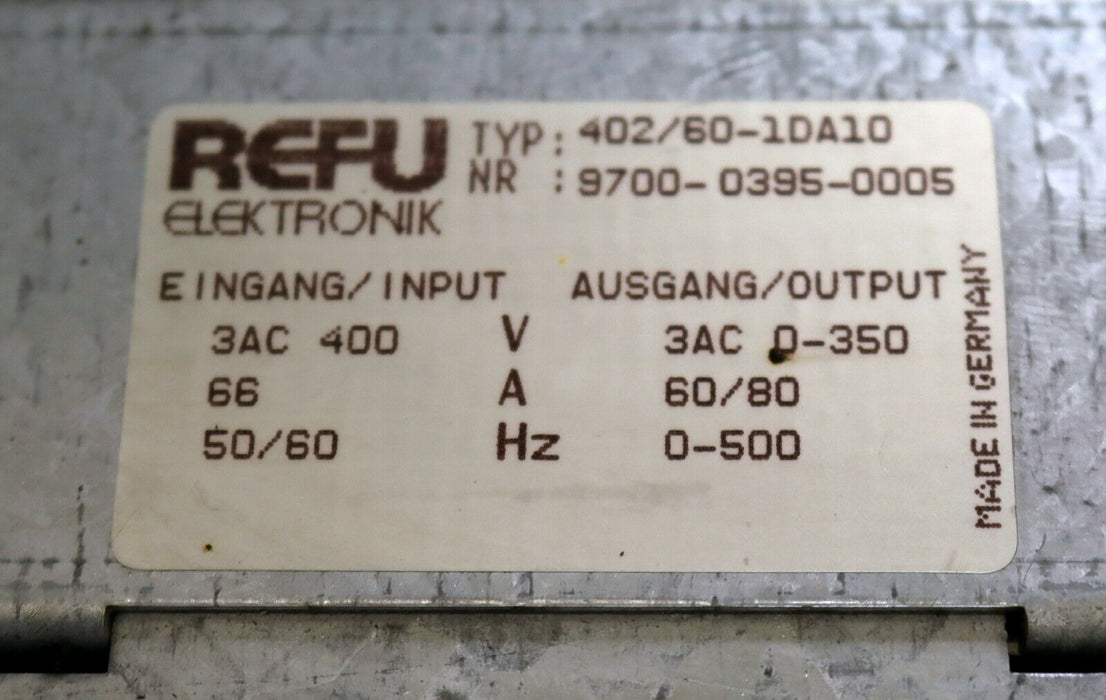 REFU
ELEKTRONIK
TYP: 402/60-1DA10
NR : 9700-0395-0005
EINGANG/INPUT AUSGANG/OUTPUT
3AC 400 V 3AC 0-350
66 A 60/80
50/60 Hz 0-500
MADE IN GERMANY